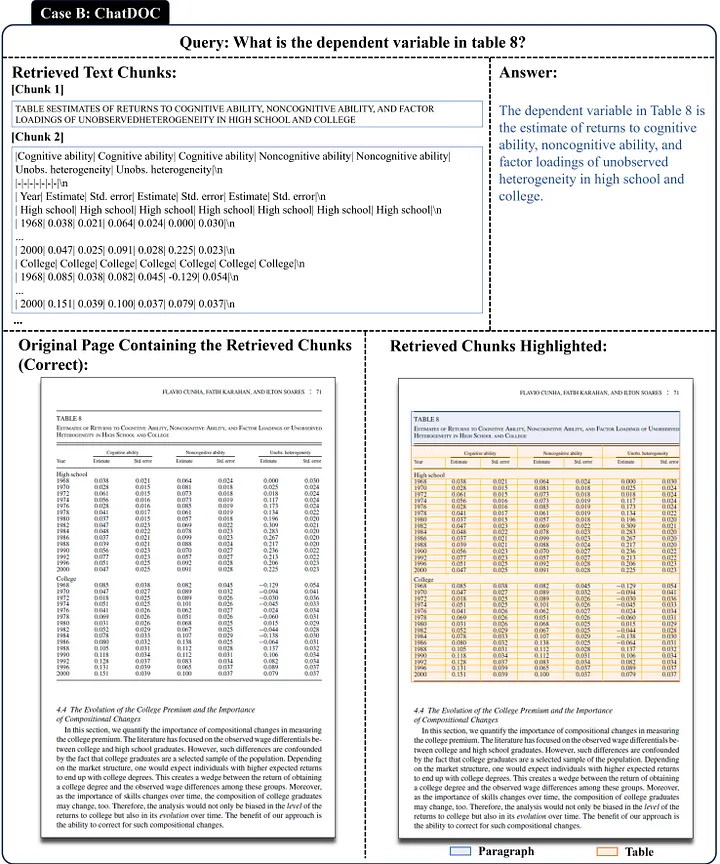 Case B: ChatDOC
Query: What is the dependent variable in table 8?
Retrieved Text Chunks:
[Chunk 1]
TABLE 8ESTIMATES OF RETURNS TO COGNITIVE ABILITY, NONCOGNITIVE ABILITY, AND FACTOR
LOADINGS OF UNOBSERVEDHETEROGENEITY IN HIGH SCHOOL AND COLLEGE
[Chunk 2]
|Cognitive ability| Cognitive ability| Cognitive ability| Noncognitive ability| Noncognitive ability|
Unobs. heterogeneity| Unobs. heterogeneity|\n
|-|-|-|-|-|-|-|\n
| Year| Estimate| Std. error| Estimate| Std. error| Estimate| Std. error|\n
| High school| High school| High school| High school| High school| High school| High school|\n
| 1968| 0.038| 0.021| 0.064| 0.024| 0.000| 0.030|\n
...
| 2000| 0.047| 0.025| 0.091| 0.028| 0.225| 0.023|\n
| College| College| College| College| College| College| College|\n
| 1968| 0.085| 0.038| 0.082| 0.045| -0.129| 0.054|\n
...
| 2000| 0.151| 0.039| 0.100| 0.037| 0.079| 0.037|\n
...
Answer:
The dependent variable in Table 8 is
the estimate of returns to cognitive
ability, noncognitive ability, and
factor loadings of unobserved
heterogeneity in high school and
college.
Original Page Containing the Retrieved Chunks
(Correct):
FLAVIO CUNHA, FATIH KARAHAN, AND ILTON SOARES : 71
TABLE 8
ESTIMATES OF RETURNS TO COGNITIVE ABILITY, NONCOGNITIVE ABILITY, AND FACTOR LOADINGS OF UNOBSERVED
HETEROGENEITY IN HIGH SCHOOL AND COLLEGE
Cognitive ability Noncognitive ability Unobs. heterogeneity
Year Estimate Std. error Estimate Std. error Estimate Std. error
High school
1968 0.038 0.021 0.064 0.024 0.000 0.030
1970 0.028 0.015 0.081 0.018 0.025 0.024
1972 0.061 0.015 0.073 0.018 0.018 0.024
1974 0.056 0.016 0.073 0.019 0.117 0.024
1976 0.028 0.016 0.085 0.019 0.173 0.024
1978 0.041 0.017 0.061 0.019 0.134 0.022
1980 0.037 0.015 0.057 0.018 0.196 0.020
1982 0.047 0.023 0.069 0.022 0.309 0.021
1984 0.048 0.022 0.078 0.023 0.283 0.020
1986 0.037 0.021 0.099 0.023 0.267 0.020
1988 0.039 0.021 0.088 0.024 0.217 0.020
1990 0.056 0.023 0.070 0.027 0.236 0.022
1992 0.077 0.023 0.057 0.027 0.213 0.022
1996 0.051 0.025 0.092 0.028 0.206 0.023
2000 0.047 0.025 0.091 0.028 0.225 0.023
College
1968 0.085 0.038 0.082 0.045 −0.129 0.054
1970 0.047 0.027 0.089 0.032 −0.094 0.041
1972 0.018 0.025 0.089 0.026 −0.030 0.036
1974 0.051 0.025 0.101 0.026 −0.045 0.033
1976 0.041 0.026 0.062 0.027 0.024 0.034
1978 0.069 0.026 0.051 0.026 −0.060 0.031
1980 0.031 0.026 0.068 0.025 0.015 0.029
1982 0.052 0.029 0.067 0.025 −0.044 0.028
1984 0.078 0.033 0.107 0.029 −0.138 0.030
1986 0.080 0.032 0.138 0.025 −0.064 0.031
1988 0.105 0.031 0.112 0.028 0.137 0.032
1990 0.118 0.034 0.112 0.031 0.106 0.034
1992 0.128 0.037 0.083 0.034 0.082 0.034
1996 0.131 0.039 0.065 0.037 0.089 0.037
2000 0.151 0.039 0.100 0.037 0.079 0.037
4.4 The Evolution of the College Premium and the Importance
of Compositional Changes
In this section, we quantify the importance of compositional changes in measuring
the college premium. The literature has focused on the observed wage differentials be-
tween college and high school graduates. However, such differences are confounded
by the fact that college graduates are a selected sample of the population. Depending
on the market structure, one would expect individuals with higher expected returns
to end up with college degrees. This creates a wedge between the return of obtaining
a college degree and the observed wage differences among these groups. Moreover,
as the importance of skills changes over time, the composition of college graduates
may change, too. Therefore, the analysis would not only be biased in the level of the
returns to college but also in its evolution over time. The benefit of our approach is
the ability to correct for such compositional changes.
Retrieved Chunks Highlighted:
FLAVIO CUNHA, FATIH KARAHAN, AND ILTON SOARES : 71
TABLE 8
ESTIMATES OF RETURNS TO COGNITIVE ABILITY, NONCOGNITIVE ABILITY, AND FACTOR LOADINGS OF UNOBSERVED
HETEROGENEITY IN HIGH SCHOOL AND COLLEGE
Cognitive ability Noncognitive ability Unobs. heterogeneity
Year Estimate Std. error Estimate Std. error Estimate Std. error
High school
1968 0.038 0.021 0.064 0.024 0.000 0.030
1970 0.028 0.015 0.081 0.018 0.025 0.024
1972 0.061 0.015 0.073 0.018 0.018 0.024
1974 0.056 0.016 0.073 0.019 0.117 0.024
1976 0.028 0.016 0.085 0.019 0.173 0.024
1978 0.041 0.017 0.061 0.019 0.134 0.022
1980 0.037 0.015 0.057 0.018 0.196 0.020
1982 0.047 0.023 0.069 0.022 0.309 0.021
1984 0.048 0.022 0.078 0.023 0.283 0.020
1986 0.037 0.021 0.099 0.023 0.267 0.020
1988 0.039 0.021 0.088 0.024 0.217 0.020
1990 0.056 0.023 0.070 0.027 0.236 0.022
1992 0.077 0.023 0.057 0.027 0.213 0.022
1996 0.051 0.025 0.092 0.028 0.206 0.023
2000 0.047 0.025 0.091 0.028 0.225 0.023
College
1968 0.085 0.038 0.082 0.045 −0.129 0.054
1970 0.047 0.027 0.089 0.032 −0.094 0.041
1972 0.018 0.025 0.089 0.026 −0.030 0.036
1974 0.051 0.025 0.101 0.026 −0.045 0.033
1976 0.041 0.026 0.062 0.027 0.024 0.034
1978 0.069 0.026 0.051 0.026 −0.060 0.031
1980 0.031 0.026 0.068 0.025 0.015 0.029
1982 0.052 0.029 0.067 0.025 −0.044 0.028
1984 0.078 0.033 0.107 0.029 −0.138 0.030
1986 0.080 0.032 0.138 0.025 −0.064 0.031
1988 0.105 0.031 0.112 0.028 0.137 0.032
1990 0.118 0.034 0.112 0.031 0.106 0.034
1992 0.128 0.037 0.083 0.034 0.082 0.034
1996 0.131 0.039 0.065 0.037 0.089 0.037
2000 0.151 0.039 0.100 0.037 0.079 0.037
4.4 The Evolution of the College Premium and the Importance
of Compositional Changes
In this section, we quantify the importance of compositional changes in measuring
the college premium. The literature has focused on the observed wage differentials be-
tween college and high school graduates. However, such differences are confounded
by the fact that college graduates are a selected sample of the population. Depending
on the market structure, one would expect individuals with higher expected returns
to end up with college degrees. This creates a wedge between the return of obtaining
a college degree and the observed wage differences among these groups. Moreover,
as the importance of skills changes over time, the composition of college graduates
may change, too. Therefore, the analysis would not only be biased in the level of the
returns to college but also in its evolution over time. The benefit of our approach is
the ability to correct for such compositional changes.
Paragraph Table